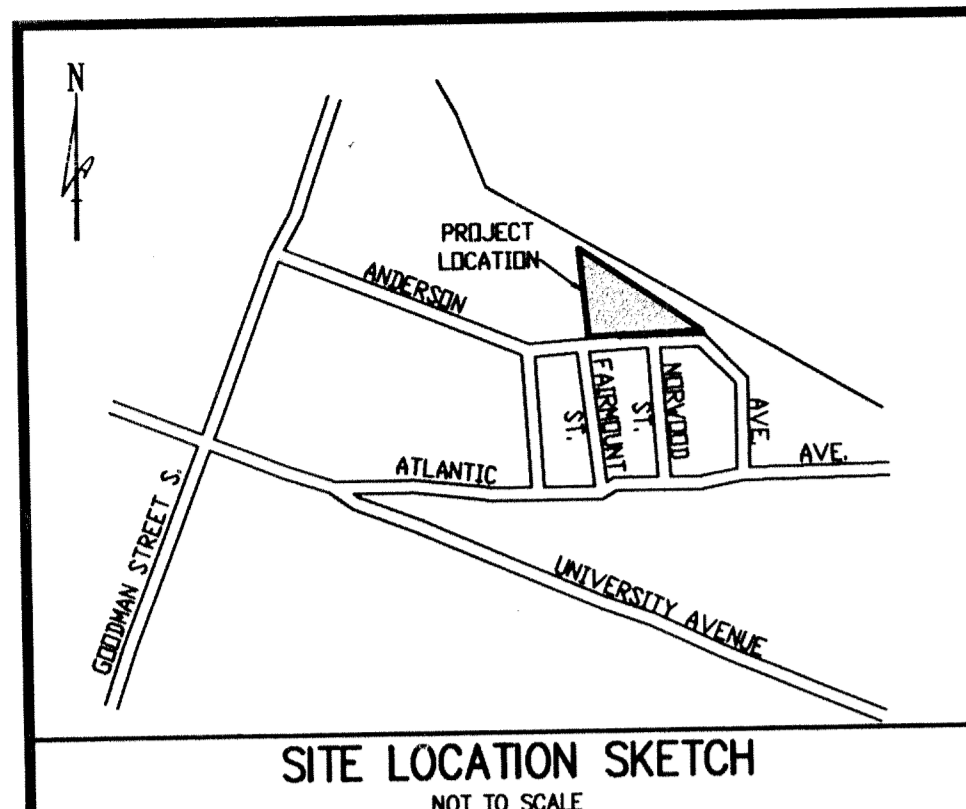 N
PROJECT
LOCATION
ANDERSON
AVE.
FAIRMOUNT
ST.
NORWOOD
ST.
ATLANTIC
AVE.
GOODMAN STREET S.
UNIVERSITY AVENUE
SITE LOCATION SKETCH
NOT TO SCALE